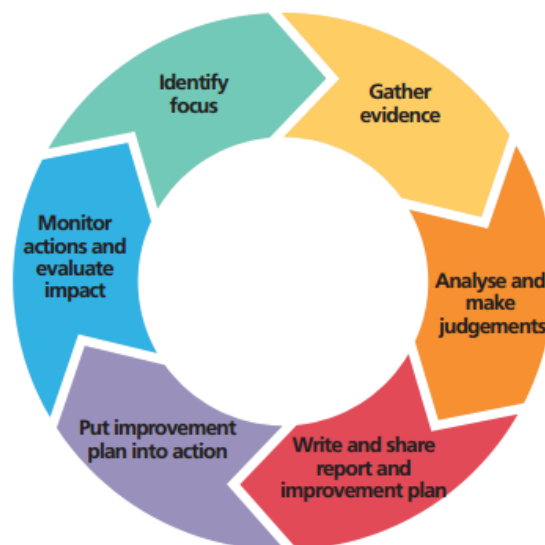 Identify
focus
Gather
evidence
Analyse and
make
judgements
Write and share
report and
improvement plan
Put improvement
plan into action
Monitor
actions and
evaluate
impact